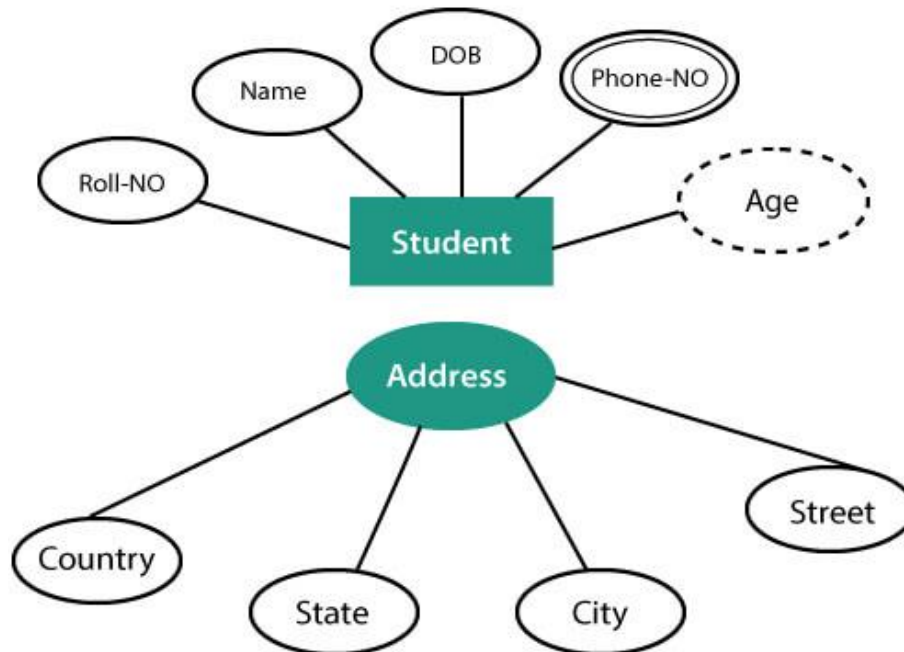 DOB
Phone-NO
Name
Roll-NO
Age
Student
Address
Street
Country
State
City